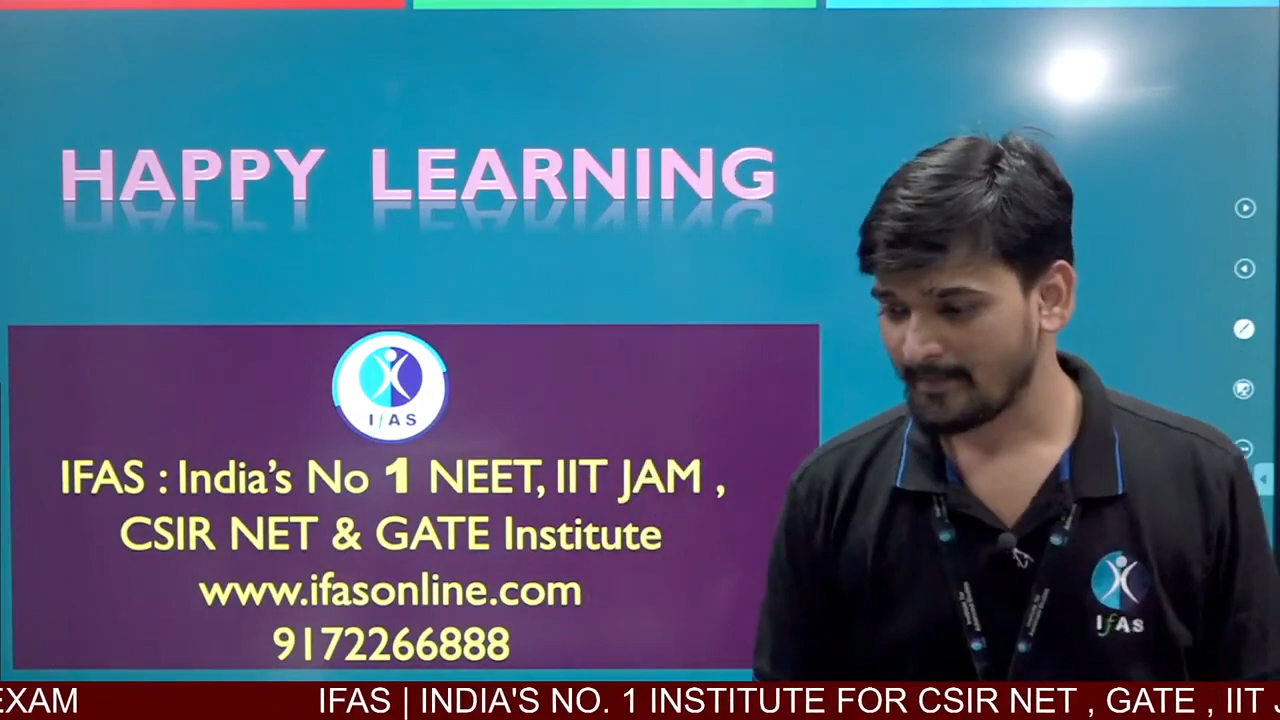 HAPPY LEARNING
IFAS
IFAS : India's No 1 NEET, IIT JAM ,
CSIR NET & GATE Institute
www.ifasonline.com
9172266888
IfAS
EXAM IFAS | INDIA'S NO. 1 INSTITUTE FOR CSIR NET , GATE , IIT